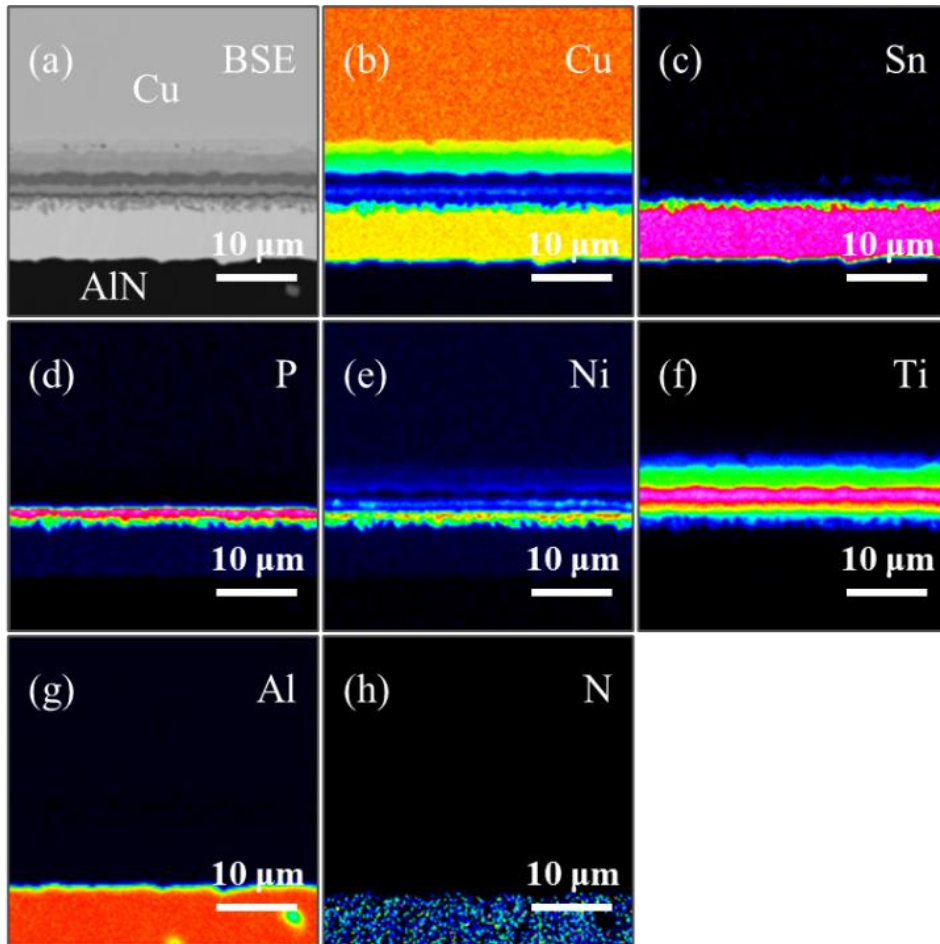 (a) BSE
Cu
10 μm
AlN
(b) Cu
10 μm
(c) Sn
10 μm
(d) P
10 μm
(e) Ni
10 μm
(f) Ti
10 μm
(g) Al
10 μm
(h) N
10 μm